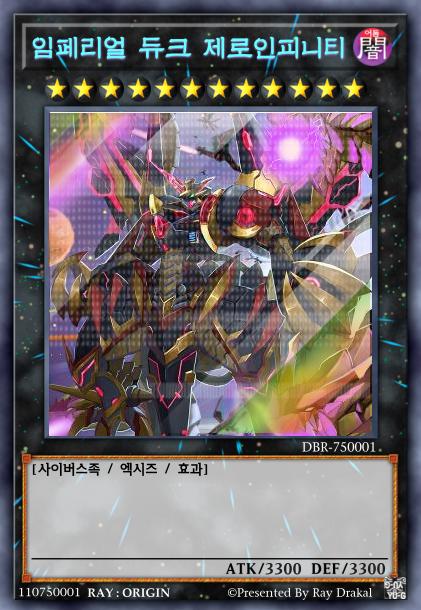 임페리얼 듀크 제로인피니티
어둠
闇
DBR-750001
[사이버스족 / 엑시즈 / 효과]
ATK/3300 DEF/3300
110750001 RAY : ORIGIN ©Presented By Ray Drakal